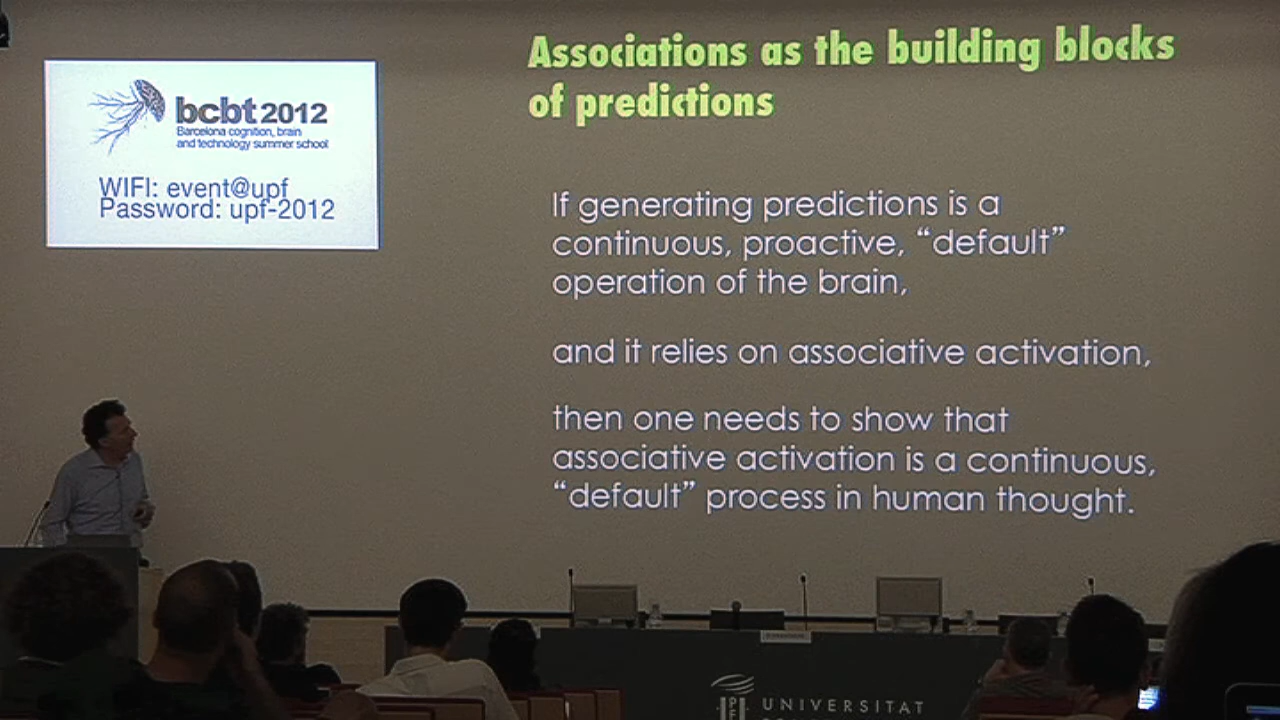 bcbt 2012
Barcelona cognition, brain
and technology summer school
WIFI: event@upf
Password: upf-2012
Associations as the building blocks
of predictions
If generating predictions is a
continuous, proactive, “default”
operation of the brain,
and it relies on associative activation,
then one needs to show that
associative activation is a continuous,
“default” process in human thought.
UNIVERSITAT